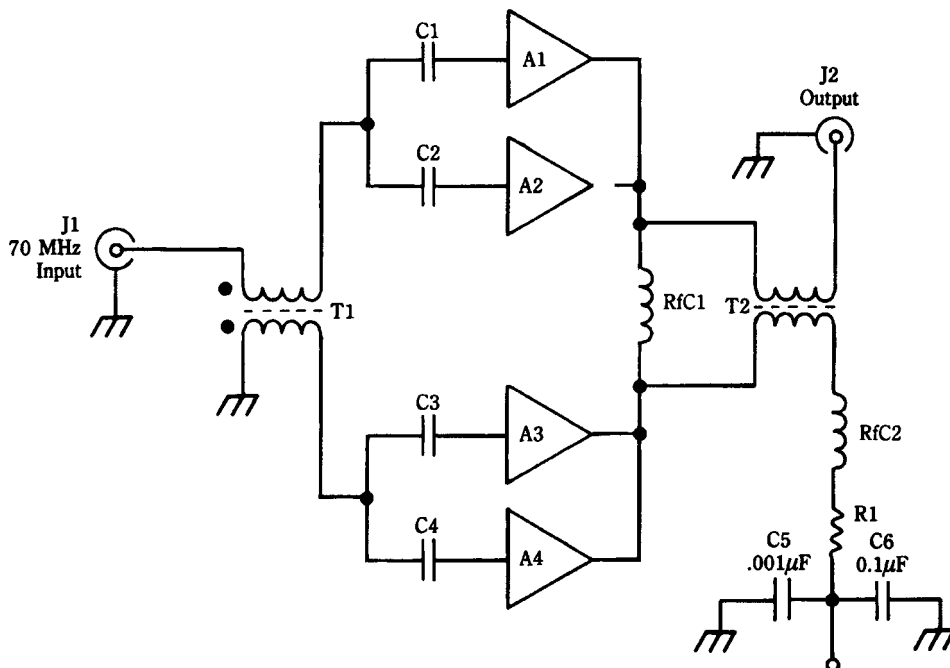 C1
A1
J2
Output
C2
A2
J1
70 MHz
Input
T1
RfC1
T2
C3
A3
RfC2
C4
A4
R1
C5
.001μF
C6
0.1μF